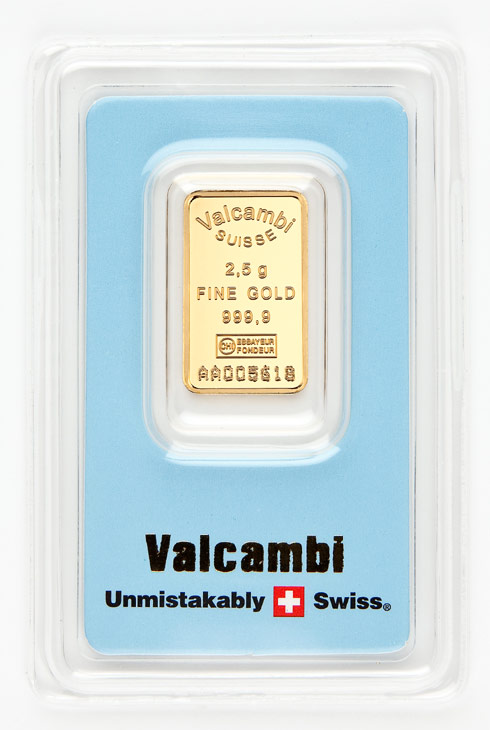 Valcambi
SUISSE
2,5 g
FINE GOLD
999,9
CHI ESSAYEUR
FONDEUR
AA005618
Valcambi
Unmistakably Swiss®